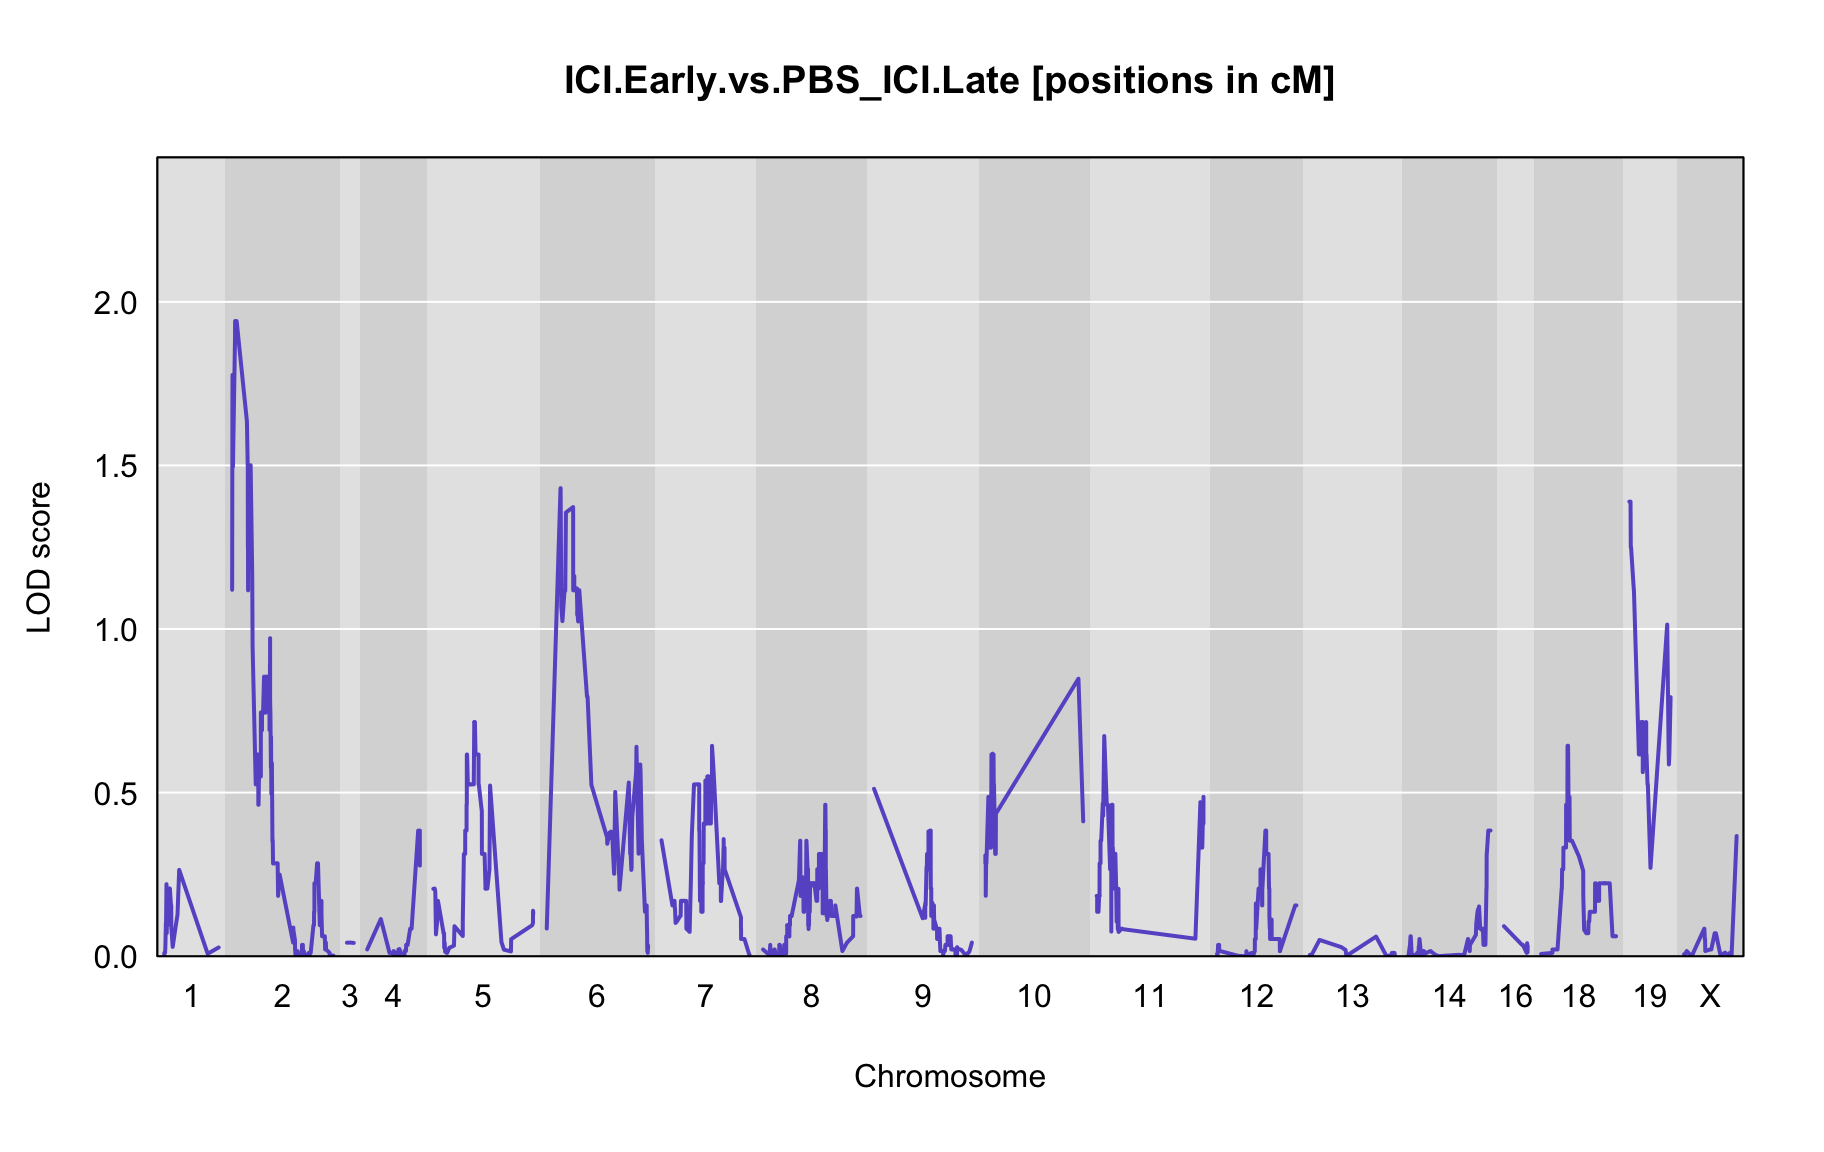 ICI.Early.vs.PBS_ICI.Late [positions in cM]
2.0
1.5
1.0
0.5
0.0
LOD score
1 2 3 4 5 6 7 8 9 10 11 12 13 14 16 18 19 X
Chromosome